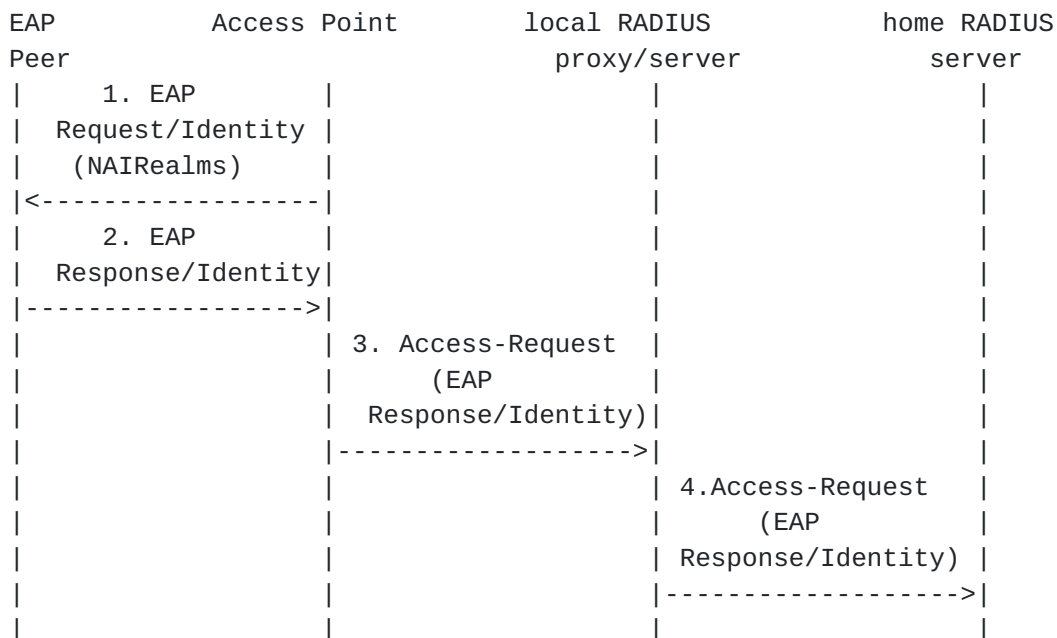 EAP Access Point local RADIUS home RADIUS
Peer proxy/server server
1. EAP
Request/Identity
(NAIRealms)
2. EAP
Response/Identity
3. Access-Request
(EAP
Response/Identity)
4.Access-Request
(EAP
Response/Identity)